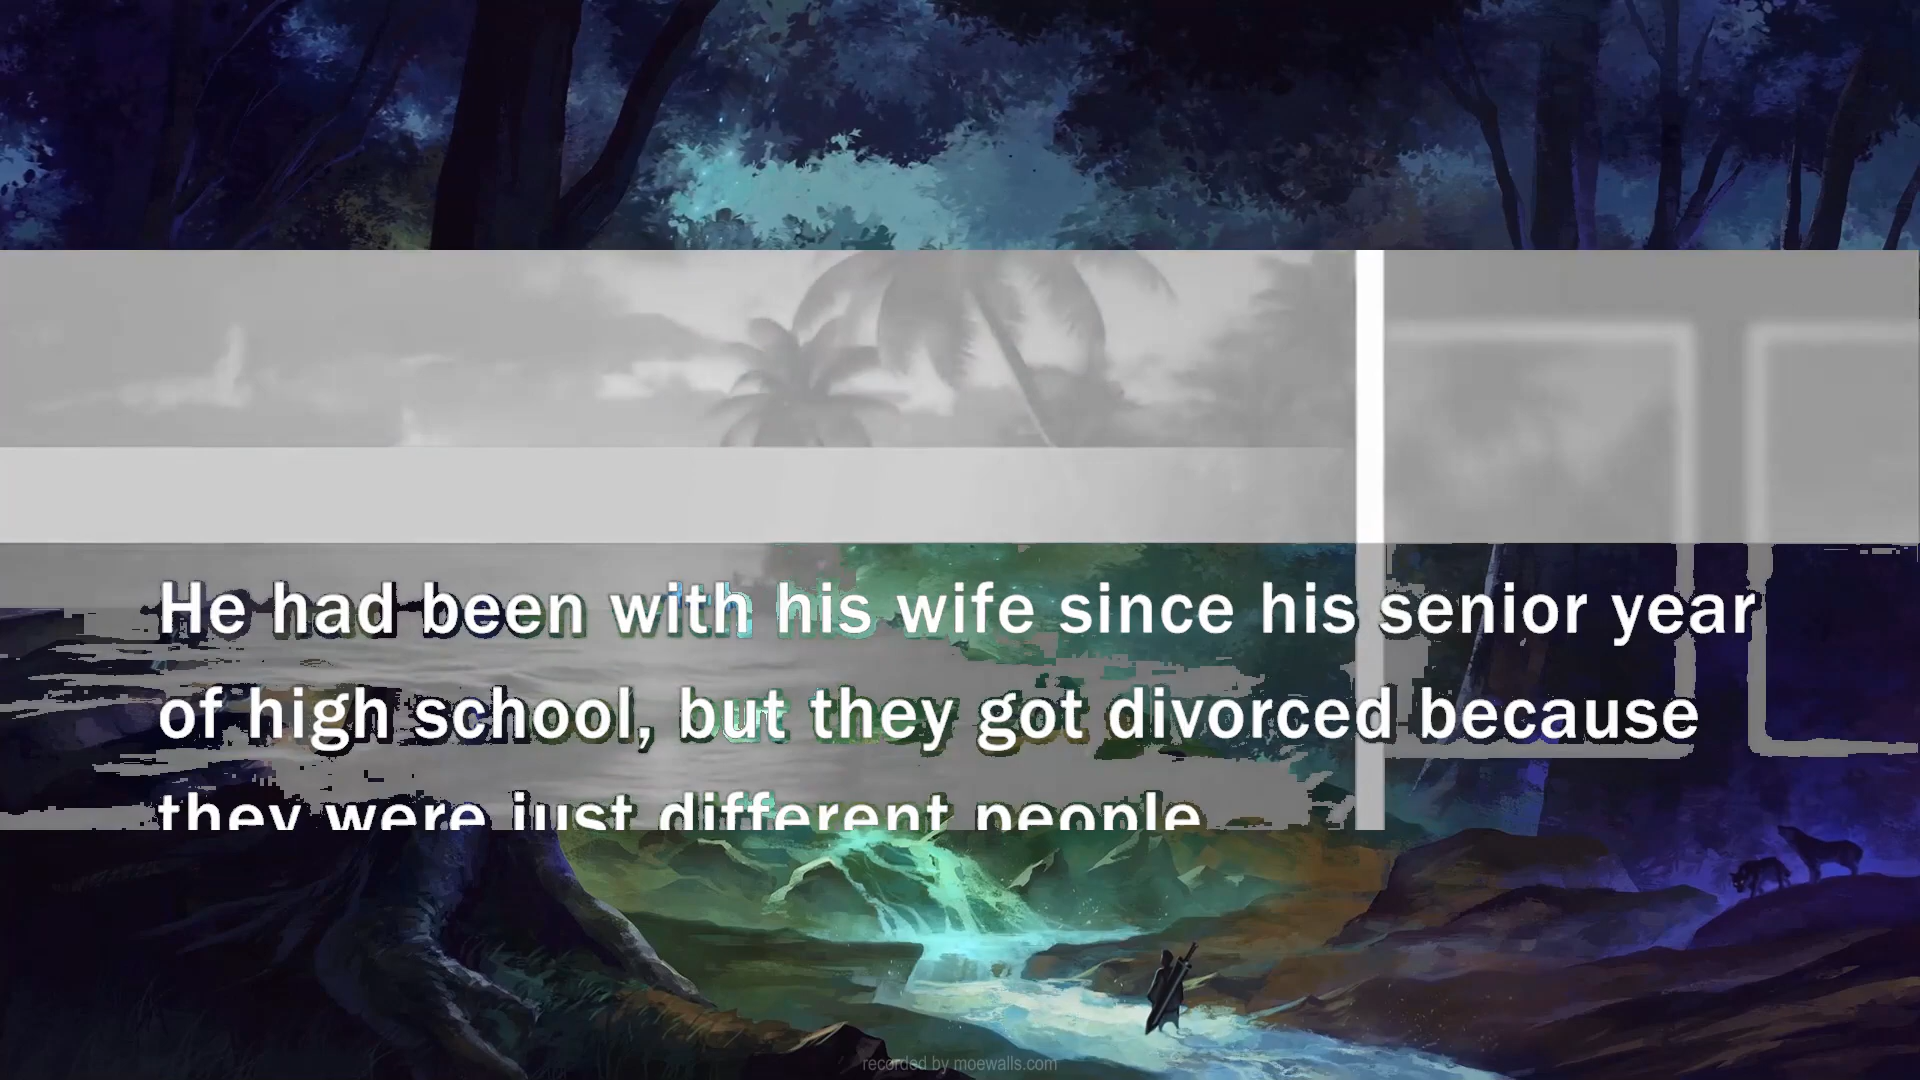 He had been with his wife since his senior year
of high school, but they got divorced because
they were just different people
recorded by moewalls.com